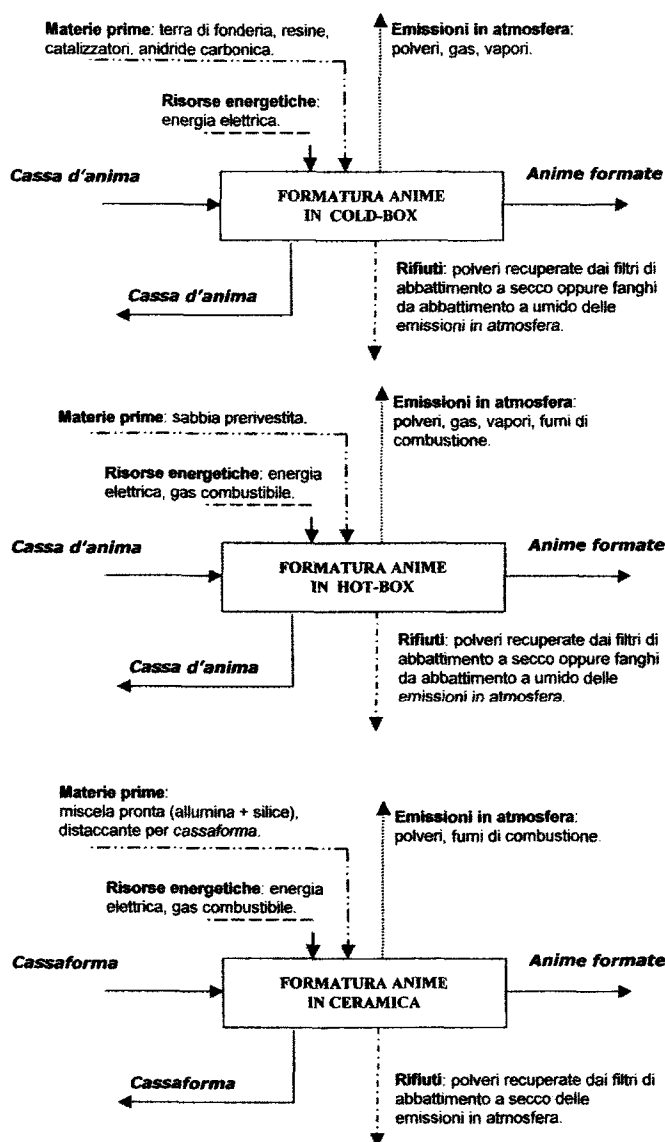 Materie prime: terra di fonderia, resine,
catalizzatori, anidride carbonica.
Emissioni in atmosfera:
polveri, gas, vapori.
Risorse energetiche:
energia elettrica.
Cassa d'anima
FORMATURA ANIME
IN COLD-BOX
Anime formate
Cassa d'anima
Rifiuti: polveri recuperate dai filtri di
abbattimento a secco oppure fanghi
da abbattimento a umido delle
emissioni in atmosfera.
Materie prime: sabbia prerivestita.
Emissioni in atmosfera:
polveri, gas, vapori, fumi di
combustione.
Risorse energetiche: energia
elettrica, gas combustibile.
Cassa d'anima
FORMATURA ANIME
IN HOT-BOX
Anime formate
Cassa d'anima
Rifiuti: polveri recuperate dai filtri di
abbattimento a secco oppure fanghi
da abbattimento a umido delle
emissioni in atmosfera.
Materie prime:
miscela pronta (allumina + silice),
distaccante per cassaforma.
Emissioni in atmosfera:
polveri, fumi di combustione.
Risorse energetiche: energia
elettrica, gas combustibile.
Cassaforma
FORMATURA ANIME
IN CERAMICA
Anime formate
Cassaforma
Rifiuti: polveri recuperate dai filtri di
abbattimento a secco delle
emissioni in atmosfera.